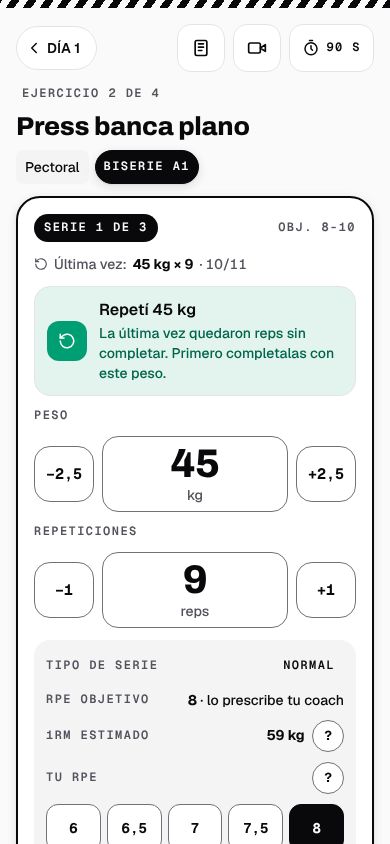 DÍA 1
90 S
EJERCICIO 2 DE 4
Press banca plano
Pectoral
BISERIE A1
SERIE 1 DE 3
OBJ. 8-10
Última vez: 45 kg × 9 · 10/11
Repetí 45 kg
La última vez quedaron reps sin
completar. Primero completalas con
este peso.
PESO
−2,5
45
kg
+2,5
REPETICIONES
−1
9
reps
+1
TIPO DE SERIE
NORMAL
RPE OBJETIVO
8 · lo prescribe tu coach
1RM ESTIMADO
59 kg
?
TU RPE
?
6
6,5
7
7,5
8